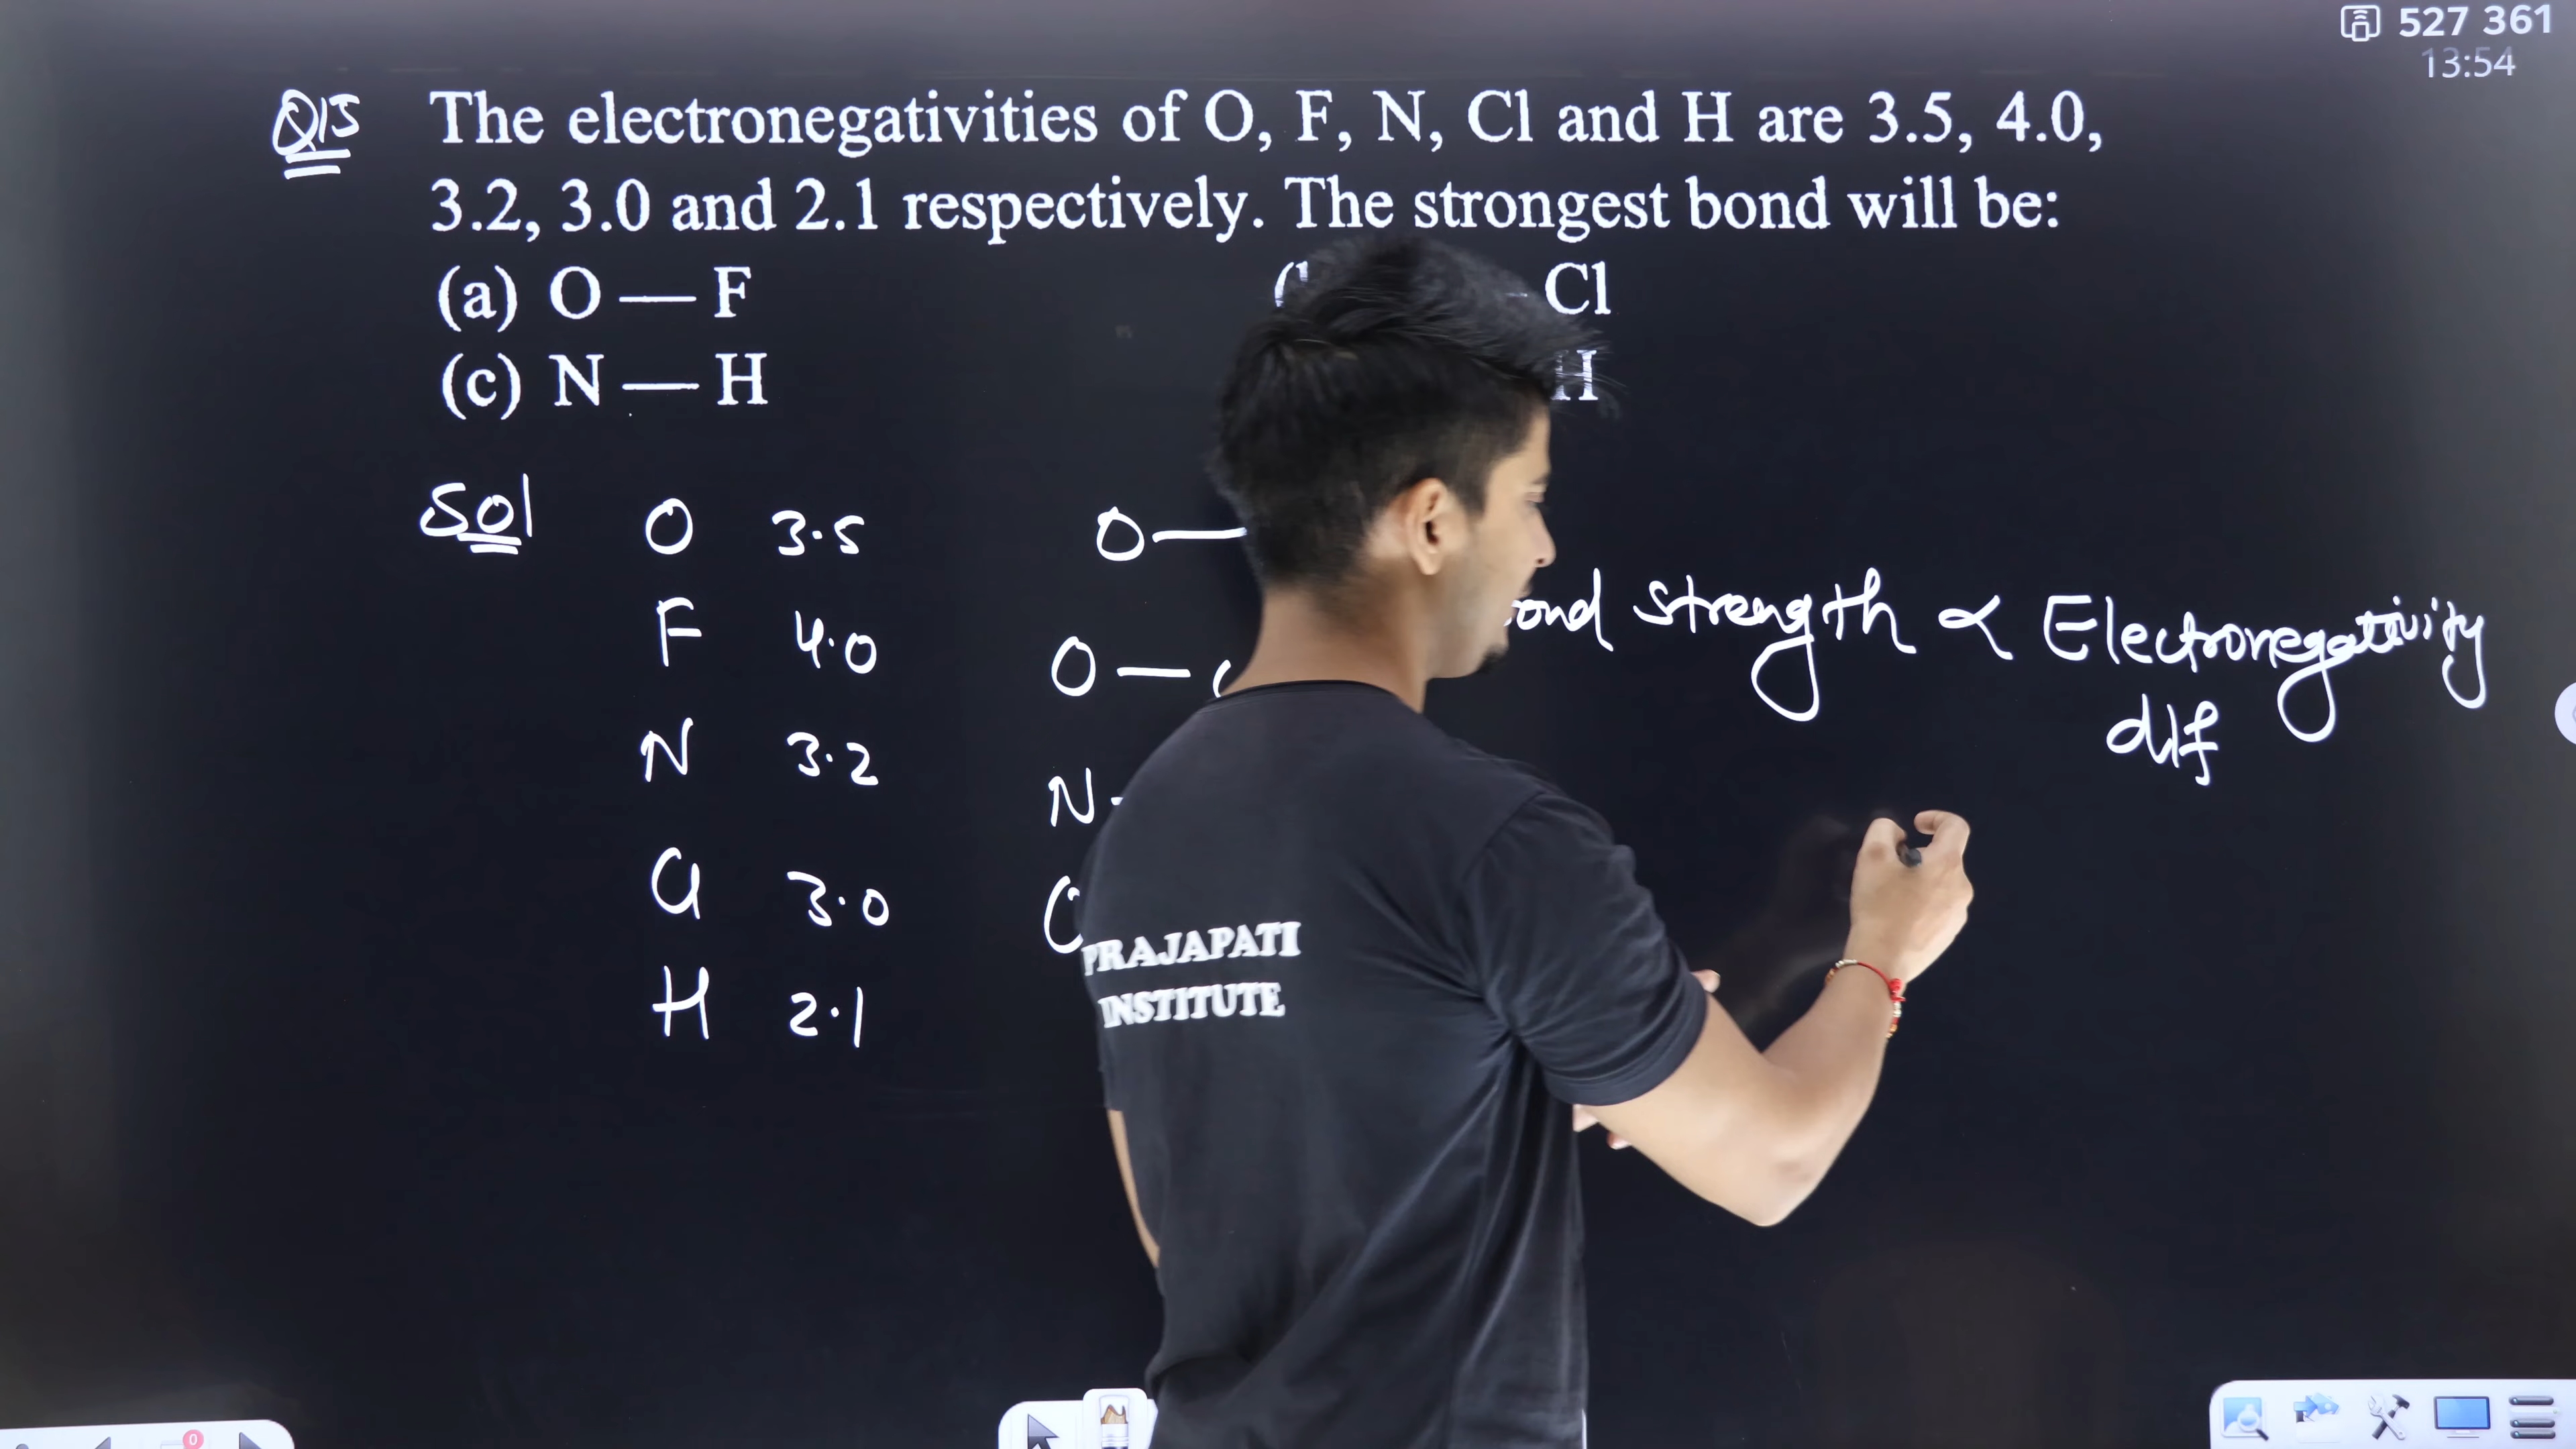 527 361
13:54
Q15 The electronegativities of O, F, N, Cl and H are 3.5, 4.0,
3.2, 3.0 and 2.1 respectively. The strongest bond will be:
(a) O — F
Cl
(c) N — H
H
Sol
O 3.5
F 4.0
N 3.2
Cl 3.0
H 2.1
O —
O —
N -
ond strength ∝ Electronegativity
dif
PRAJAPATI
INSTITUTE
0